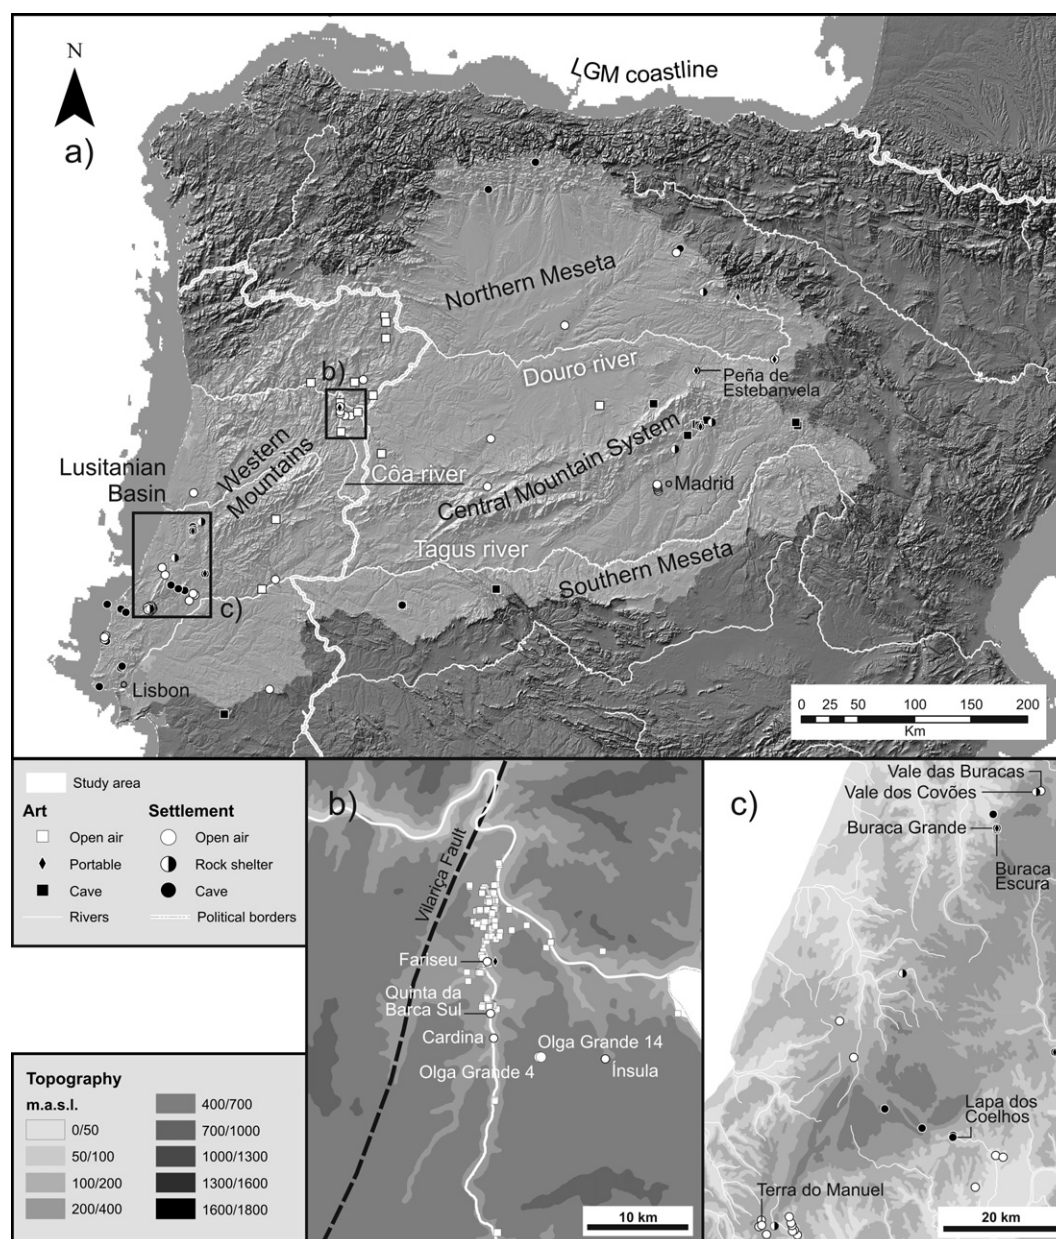 N
a)
LGM coastline
Northern Meseta
Douro river
Peña de
Estebanvela
b)
Western
Mountains
Lusitanian
Basin
Côa river
Central Mountain System
Madrid
Tagus river
Southern Meseta
c)
Lisbon
0 25 50 100 150 200
Km
Study area
Art
Settlement
Open air
Open air
Portable
Rock shelter
Cave
Cave
Rivers
Political borders
Topography
m.a.s.l.
0/50
50/100
100/200
200/400
400/700
700/1000
1000/1300
1300/1600
1600/1800
b)
Vilariça Fault
Fariseu
Quinta da
Barca Sul
Cardina
Olga Grande 14
Olga Grande 4
Ínsula
10 km
c)
Vale das Buracas
Vale dos Covões
Buraca Grande
Buraca
Escura
Lapa dos
Coelhos
Terra do Manuel
20 km